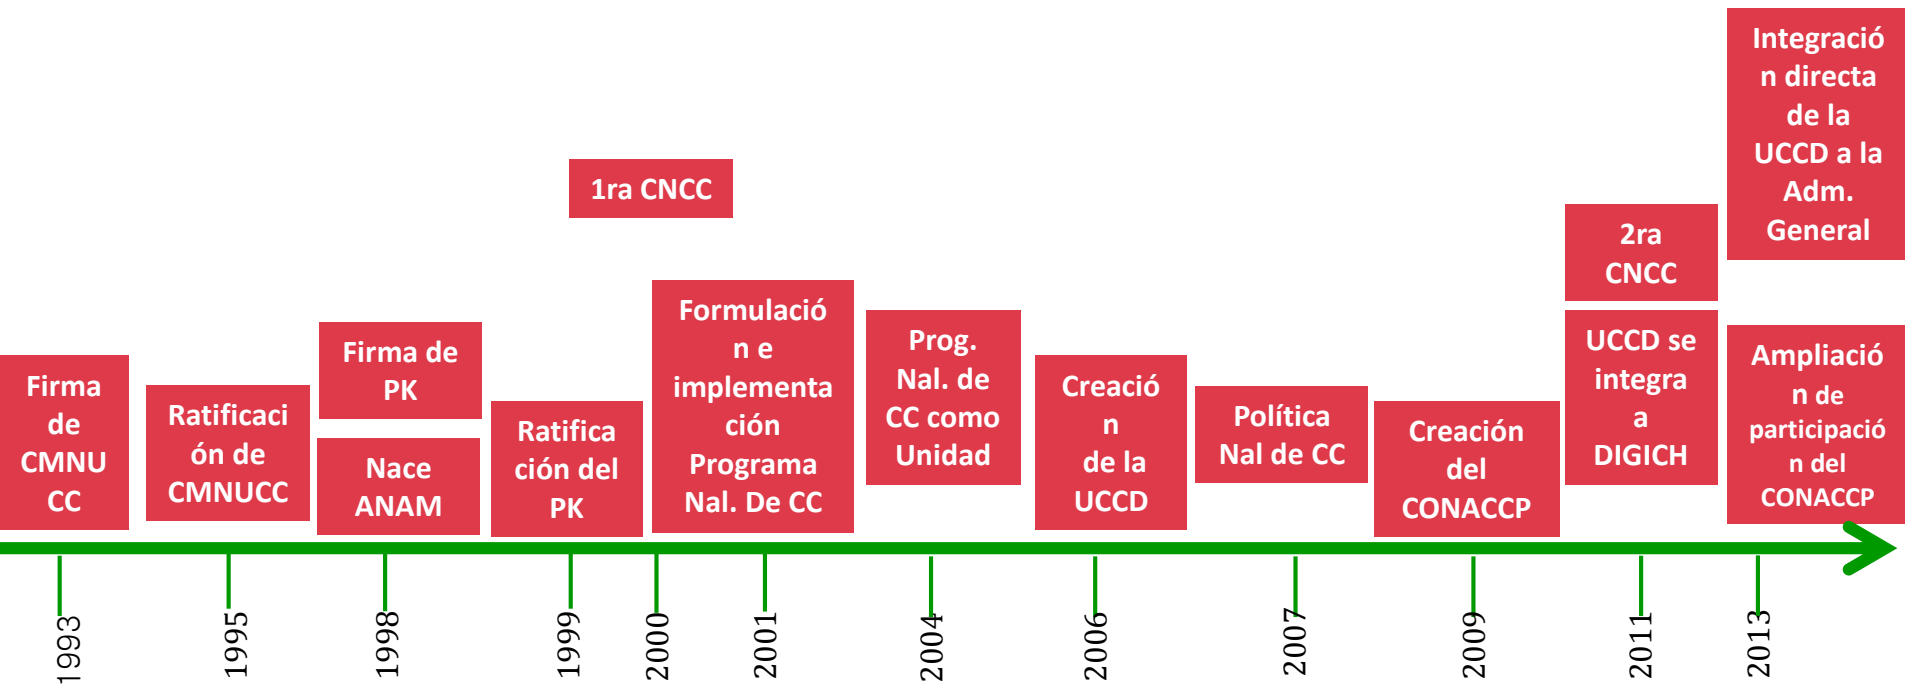 Firma
de
CMNU
CC
Ratificaci
ón de
CMNUCC
Firma de
PK
Nace
ANAM
Ratifica
ción del
PK
1ra CNCC
Formulació
n e
implementa
ción
Programa
Nal. De CC
Prog.
Nal. de
CC como
Unidad
Creació
n
de la
UCCD
Política
Nal de CC
Creación
del
CONACCP
2ra
CNCC
UCCD se
integra
a
DIGICH
Integració
n directa
de la
UCCD a la
Adm.
General
Ampliació
n de
participació
n del
CONACCP
1993
1995
1998
1999
2000
2001
2004
2006
2007
2009
2011
2013